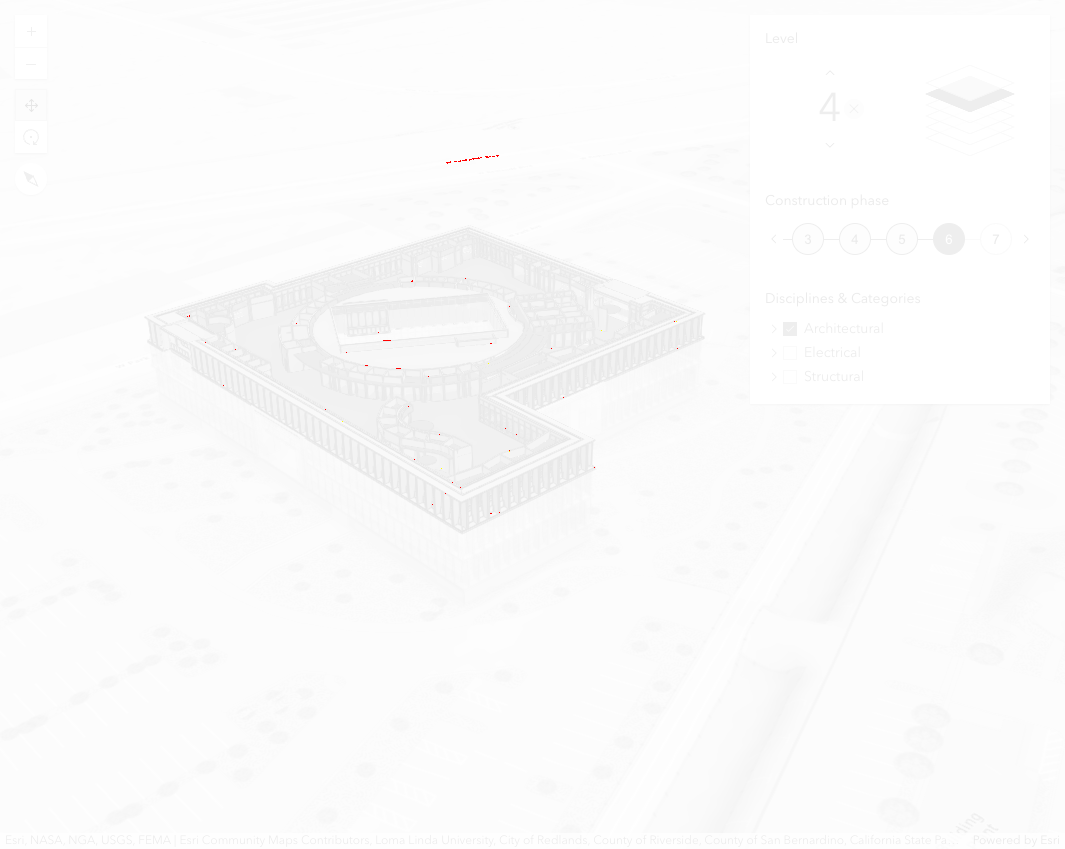 Level
4
Construction phase
3 4 5 6 7
Disciplines & Categories
Architectural
Electrical
Structural
Esri, NASA, NGA, USGS, FEMA | Esri Community Maps Contributors, Loma Linda University, City of Redlands, County of Riverside, County of San Bernardino, California State Pa Powered by Esri